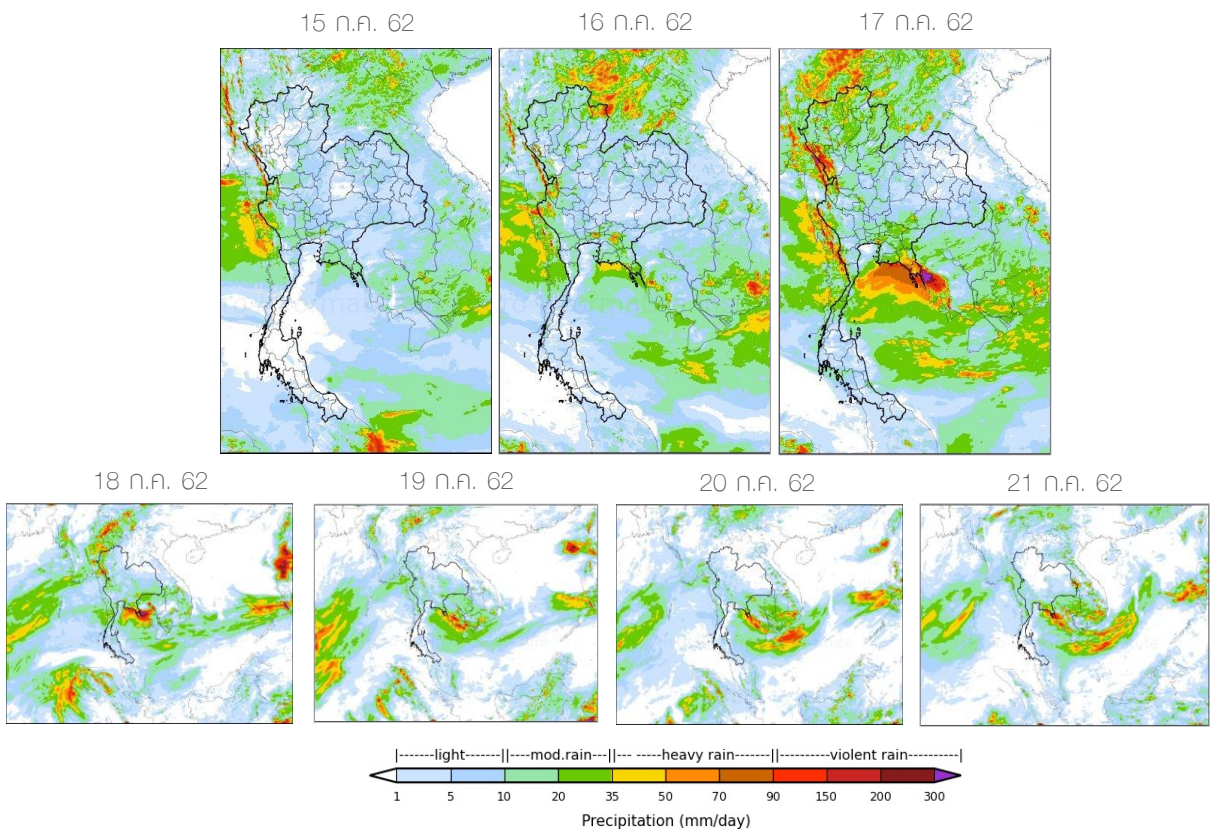 15 ก.ค. 62
16 ก.ค. 62
17 ก.ค. 62
18 ก.ค. 62
19 ก.ค. 62
20 ก.ค. 62
21 ก.ค. 62
|-------light-------||----mod.rain---||--- -----heavy rain--------||-----------violent rain-----------|
1 5 10 20 35 50 70 90 150 200 300
Precipitation (mm/day)